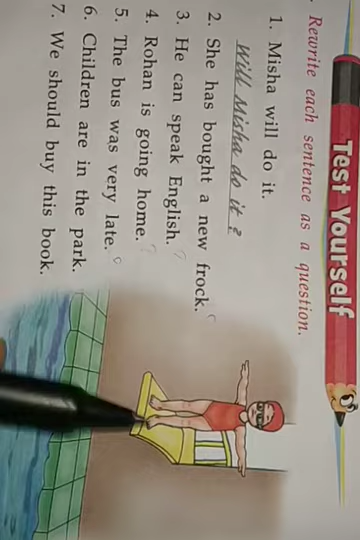 Test Yourself
Rewrite each sentence as a question.
1. Misha will do it.
Will Misha do it ?
2. She has bought a new frock.
3. He can speak English. ?
4. Rohan is going home. ?
5. The bus was very late.
6. Children are in the park.
7. We should buy this book.